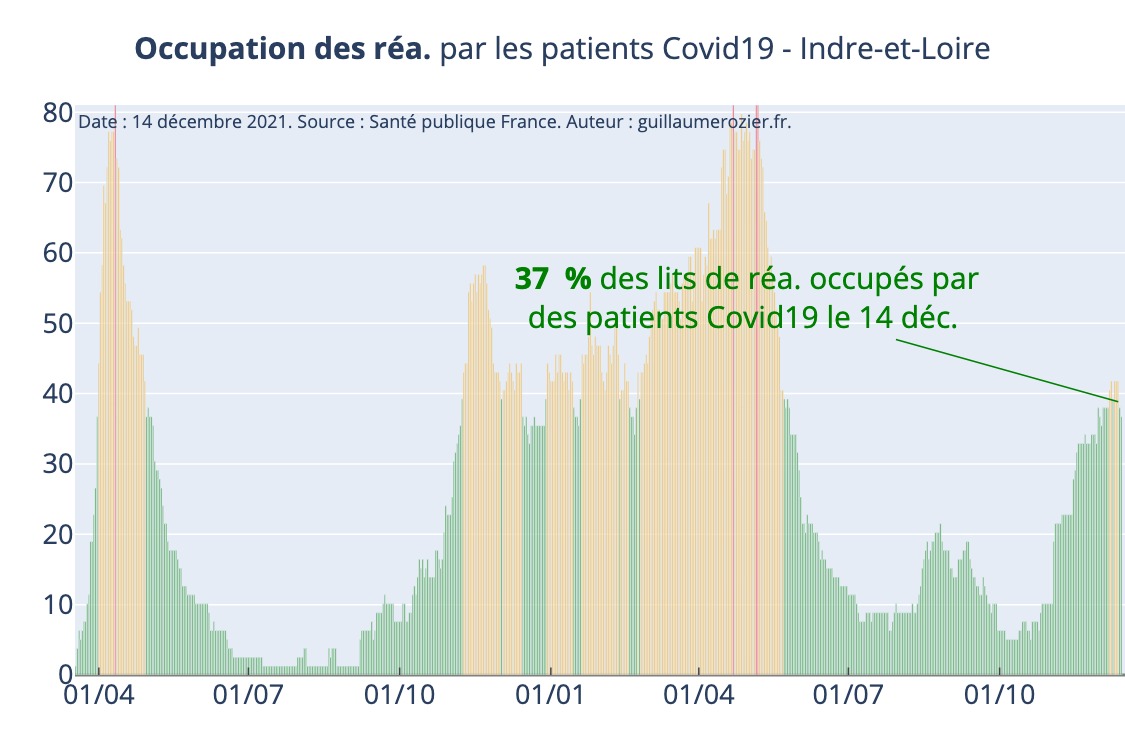 Occupation des réa. par les patients Covid19 - Indre-et-Loire
80
Date : 14 décembre 2021. Source : Santé publique France. Auteur : guillaumerozier.fr.
70
60
37 % des lits de réa. occupés par
des patients Covid19 le 14 déc.
50
40
30
20
10
0
01/04 01/07 01/10 01/01 01/04 01/07 01/10